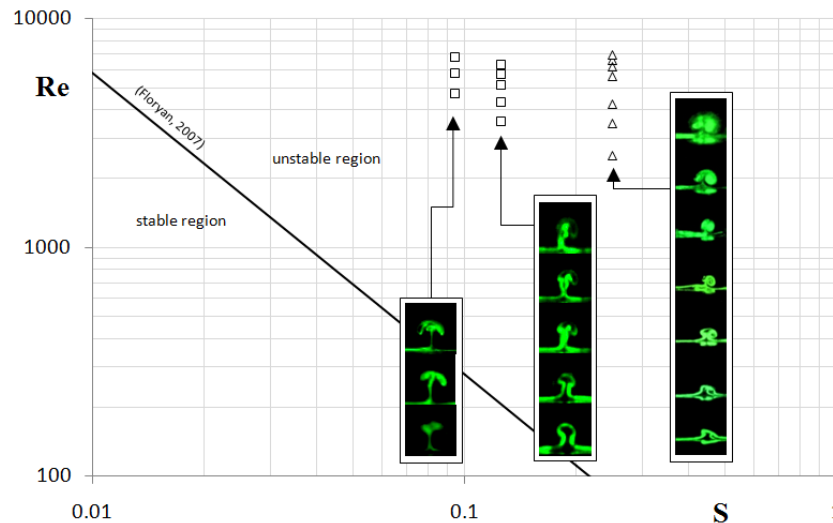 10000
Re
(Floryan, 2007)
unstable region
stable region
1000
100
0.01
0.1
S